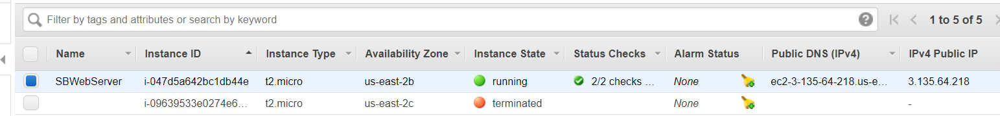 Filter by tags and attributes or search by keyword ? 1 to 5 of 5
Name Instance ID Instance Type Availability Zone Instance State Status Checks Alarm Status Public DNS (IPv4) IPv4 Public IP
SBWebServer i-047d5a642bc1db44e t2.micro us-east-2b running 2/2 checks ... None ec2-3-135-64-218.us-e... 3.135.64.218
i-09639533e0274e6... t2.micro us-east-2c terminated None -